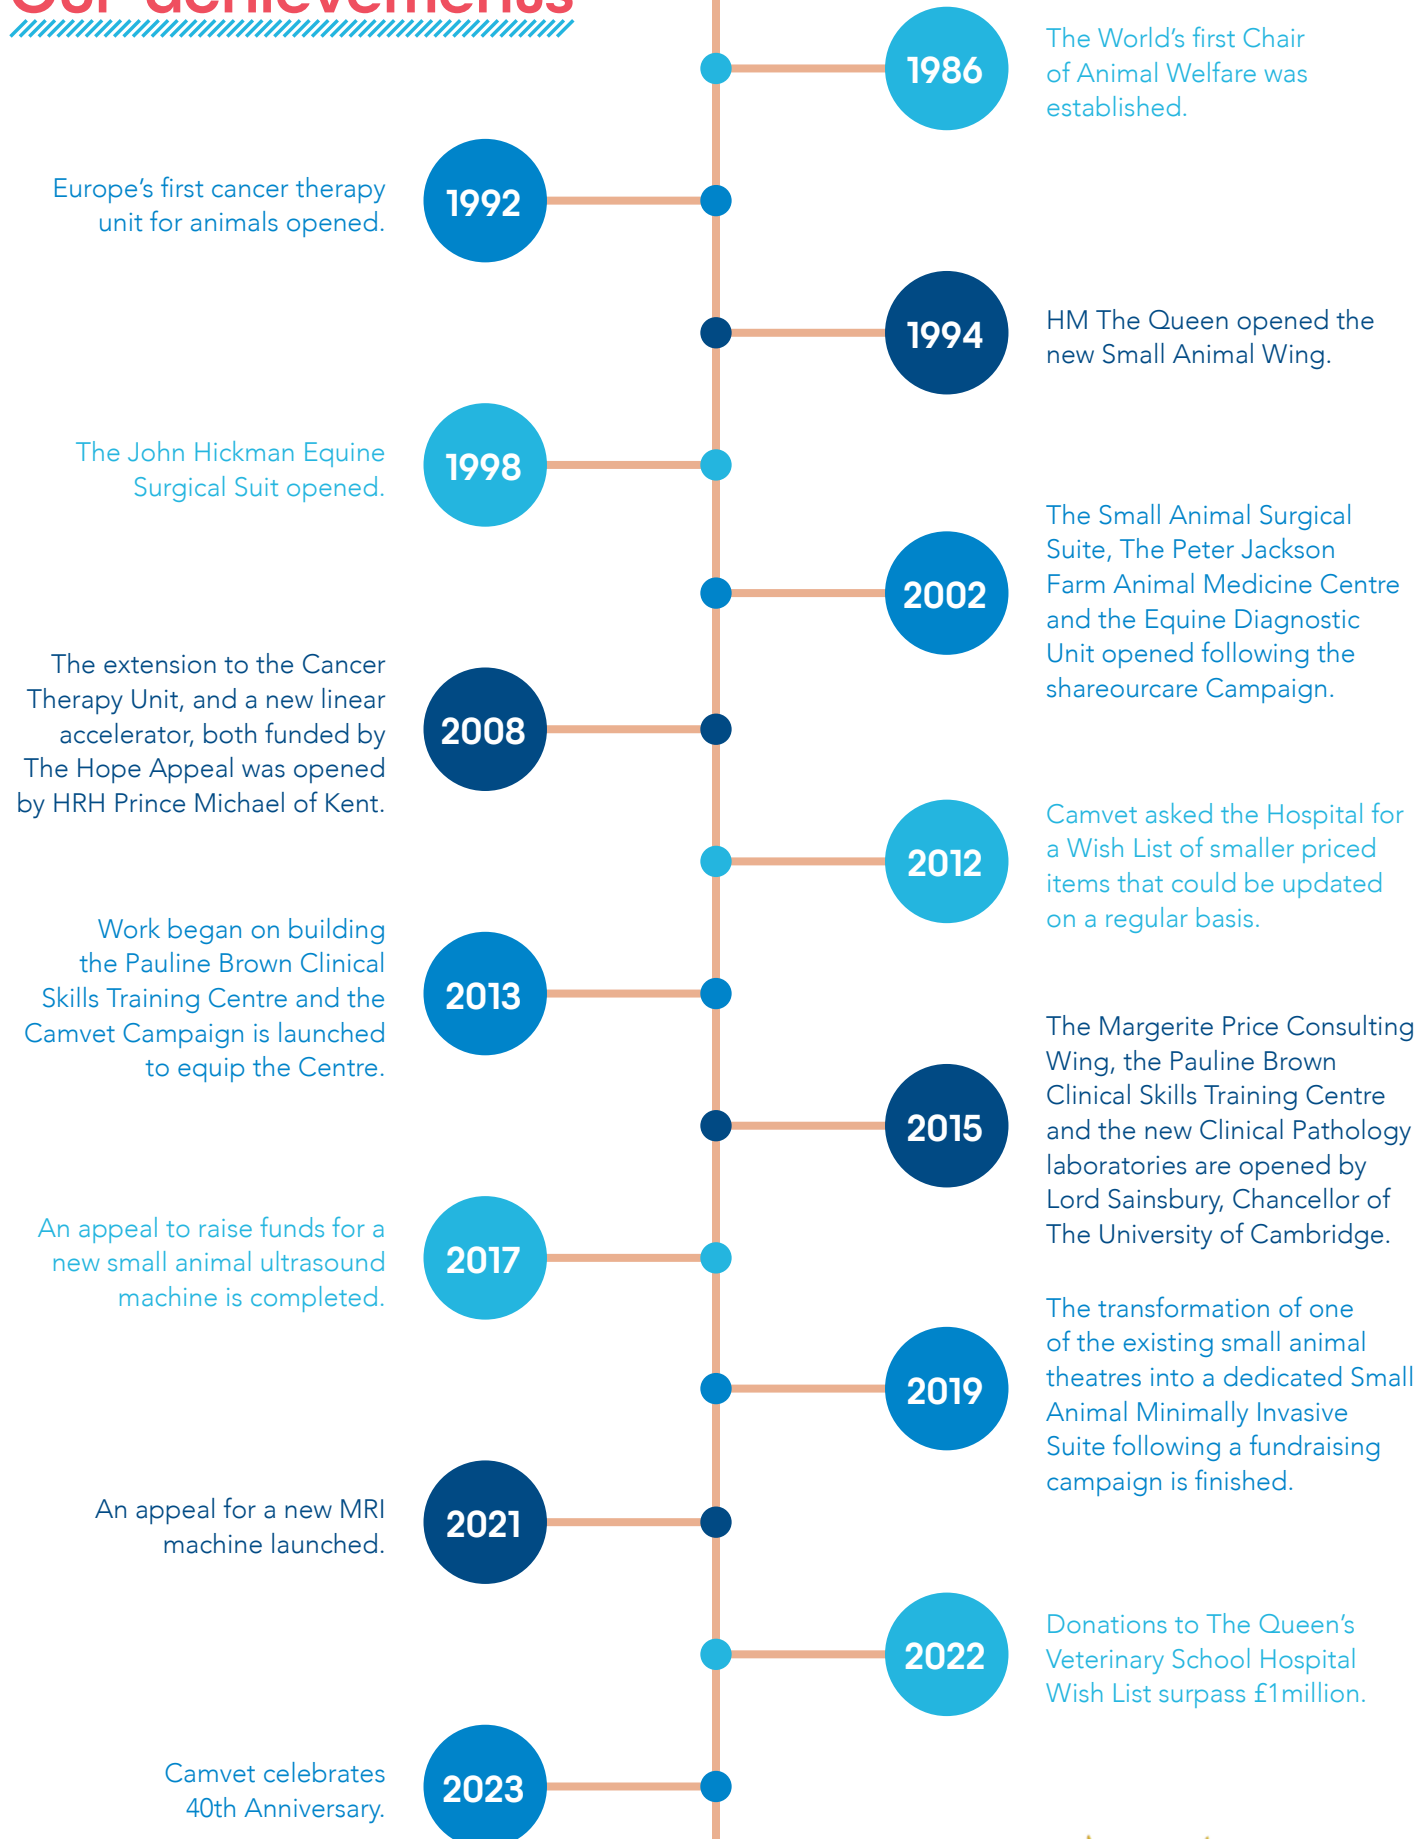 Our achievements
1986
The World's first Chair
of Animal Welfare was
established.
1992
Europe's first cancer therapy
unit for animals opened.
1994
HM The Queen opened the
new Small Animal Wing.
1998
The John Hickman Equine
Surgical Suit opened.
2002
The Small Animal Surgical
Suite, The Peter Jackson
Farm Animal Medicine Centre
and the Equine Diagnostic
Unit opened following the
shareourcare Campaign.
2008
The extension to the Cancer
Therapy Unit, and a new linear
accelerator, both funded by
The Hope Appeal was opened
by HRH Prince Michael of Kent.
2012
Camvet asked the Hospital for
a Wish List of smaller priced
items that could be updated
on a regular basis.
2013
Work began on building
the Pauline Brown Clinical
Skills Training Centre and the
Camvet Campaign is launched
to equip the Centre.
2015
The Margerite Price Consulting
Wing, the Pauline Brown
Clinical Skills Training Centre
and the new Clinical Pathology
laboratories are opened by
Lord Sainsbury, Chancellor of
The University of Cambridge.
2017
An appeal to raise funds for a
new small animal ultrasound
machine is completed.
2019
The transformation of one
of the existing small animal
theatres into a dedicated Small
Animal Minimally Invasive
Suite following a fundraising
campaign is finished.
2021
An appeal for a new MRI
machine launched.
2022
Donations to The Queen's
Veterinary School Hospital
Wish List surpass £1million.
2023
Camvet celebrates
40th Anniversary.